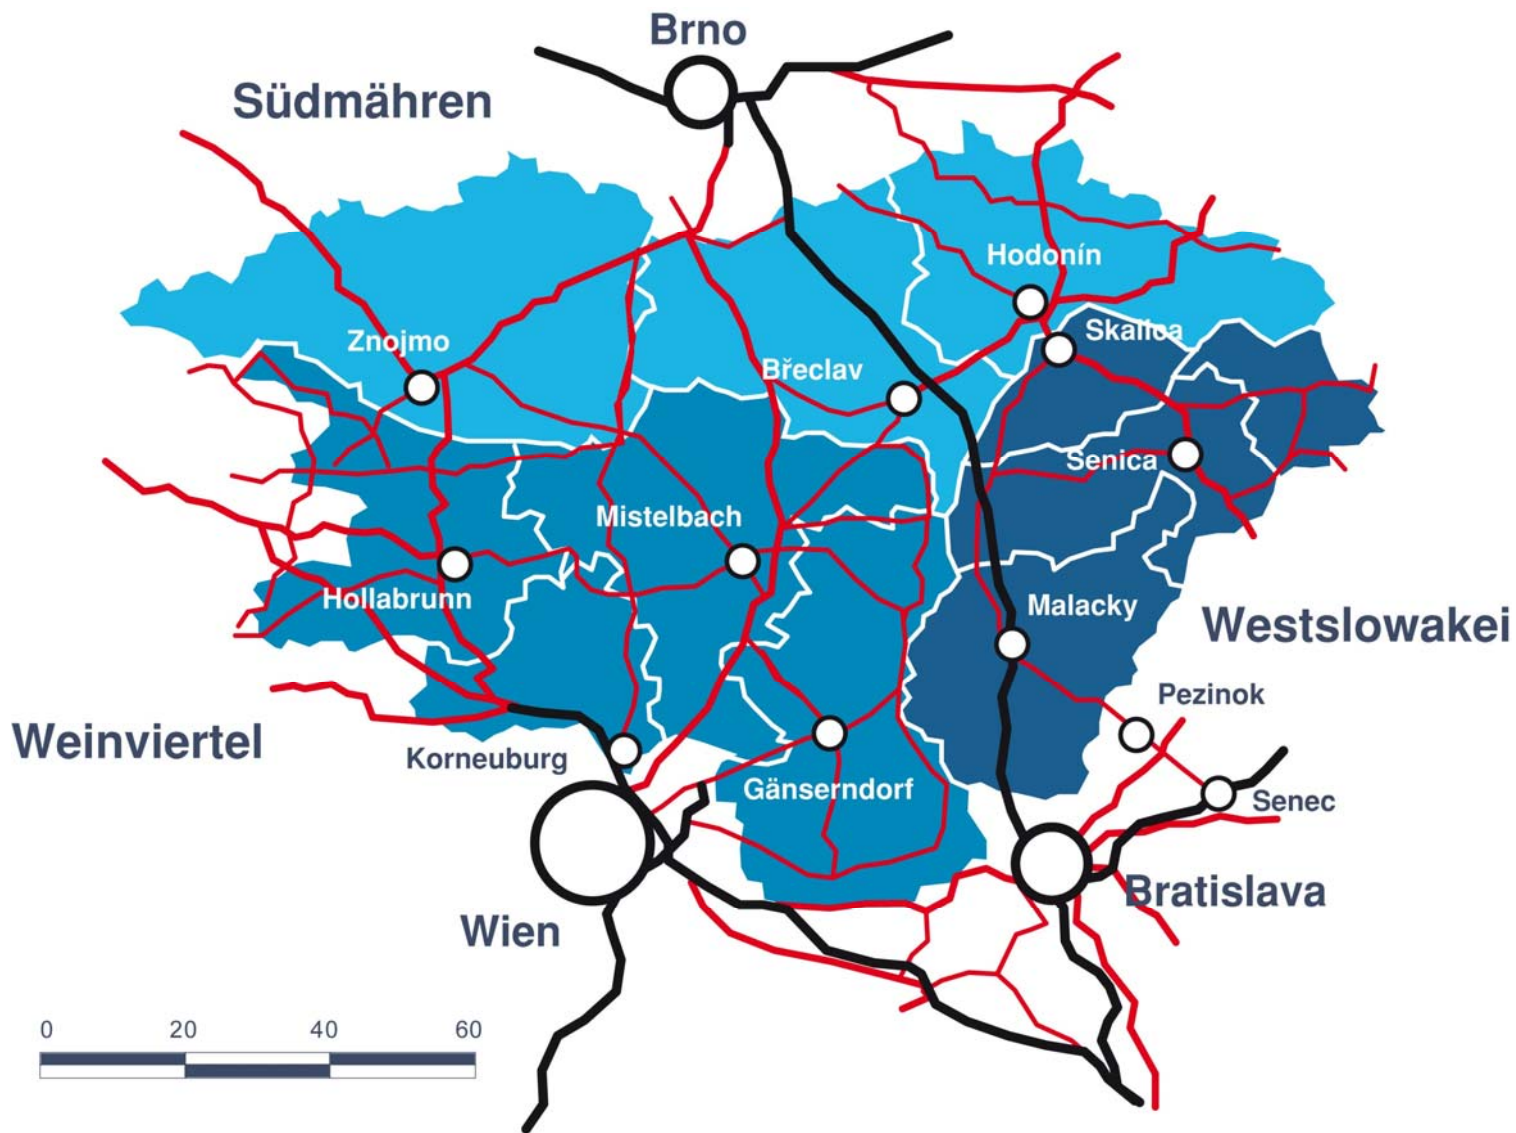 Brno
Südmähren
Hodonín
Skalica
Znojmo
Břeclav
Senica
Mistelbach
Hollabrunn
Malacky
Westslowakei
Pezinok
Weinviertel
Korneuburg
Gänserndorf
Senec
Bratislava
Wien
0 20 40 60